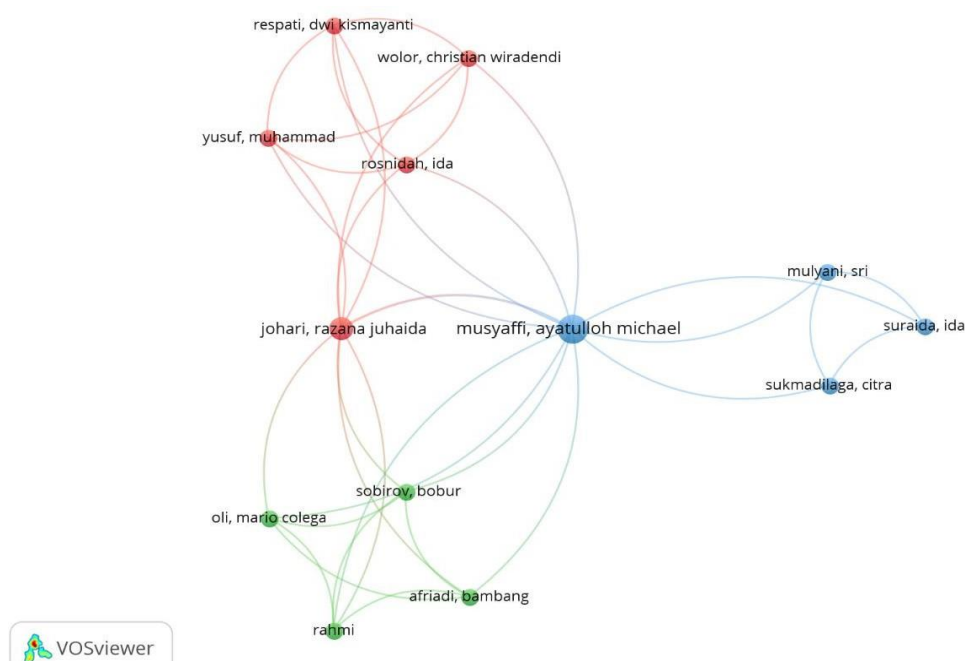 respati, dwi kismayanti
wolor, christian wiradendi
yusuf, muhammad
rosnidah, ida
mulyani, sri
johari, razana juhaida
musyaffi, ayatulloh michael
suraida, ida
sukmadilaga, citra
sobirov, bobur
oli, mario colega
afriadi, bambang
rahmi
VOSviewer